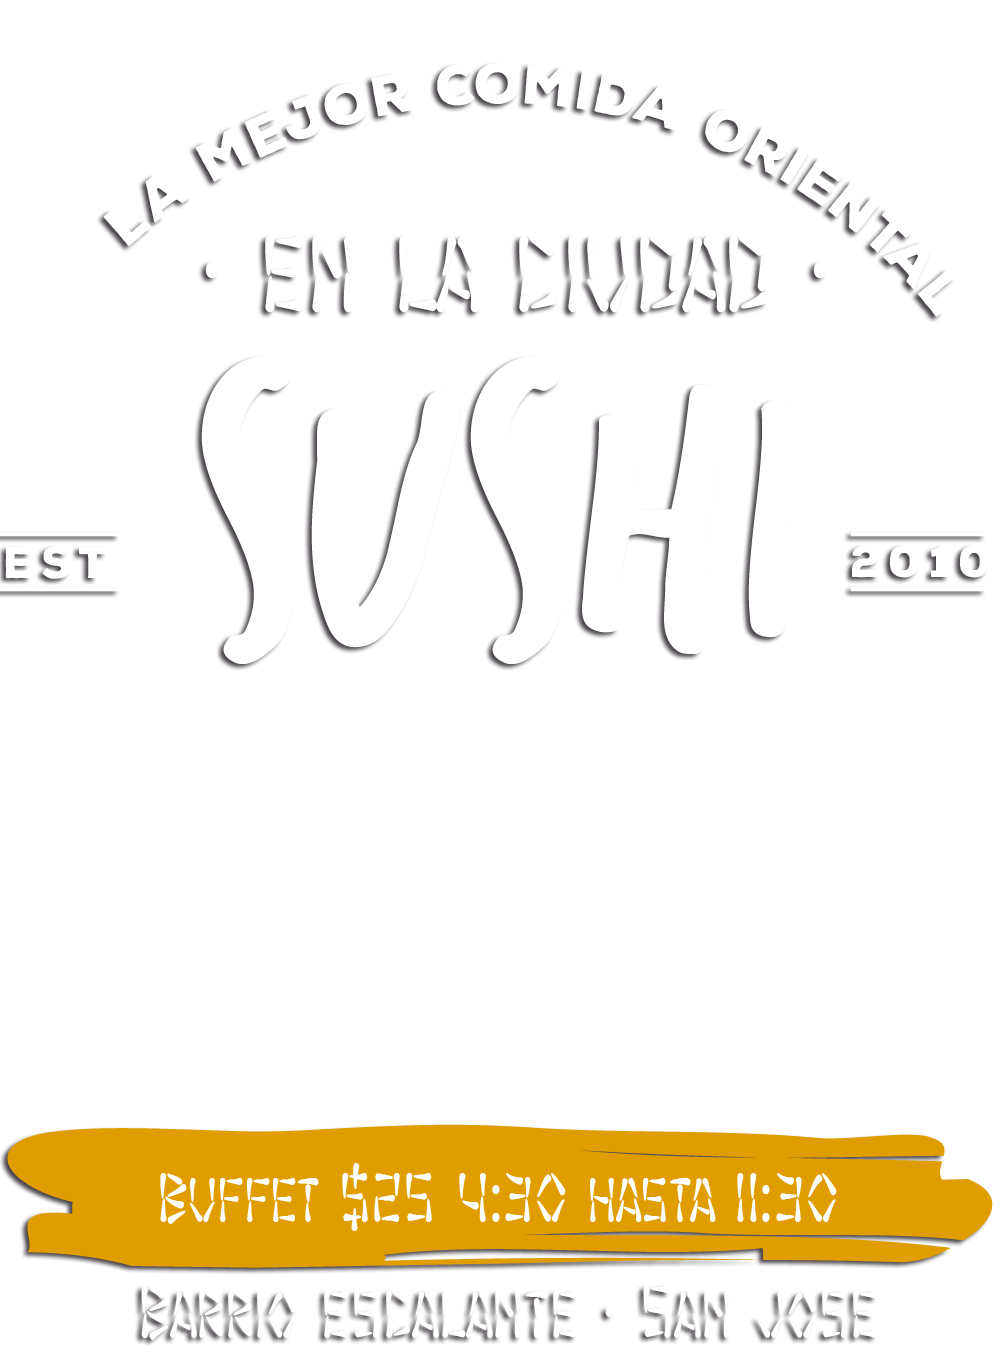 LA MEJOR COMIDA ORIENTAL
· EN LA CIUDAD ·
SUSHI
EST 2010
BUFFET $25 4:30 HASTA 11:30
BARRIO ESCALANTE · SAN JOSE